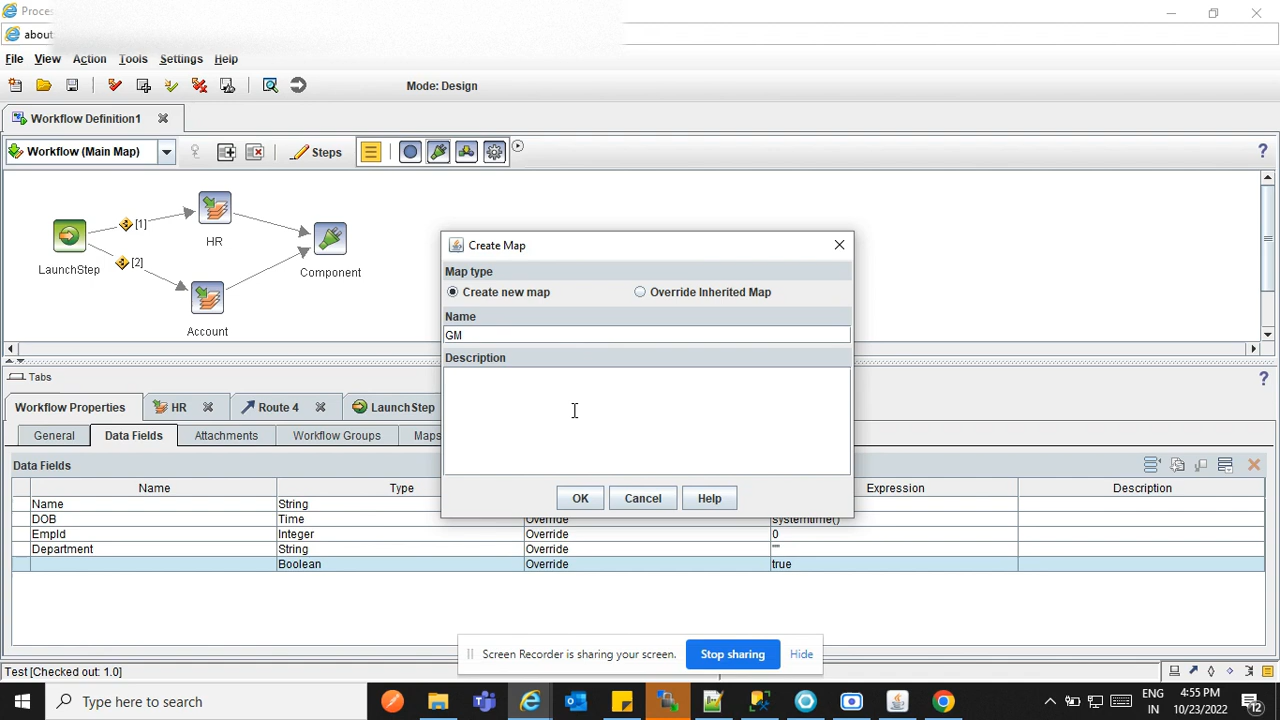 Proce
about
File View Action Tools Settings Help
Mode: Design
Workflow Definition1
Workflow (Main Map)
Steps
?
[1]
HR
LaunchStep
[2]
Component
Account
Create Map
Map type
Create new map
Override Inherited Map
Name
GM
Description
OK Cancel Help
Tabs
?
Workflow Properties HR Route 4 LaunchStep
General Data Fields Attachments Workflow Groups Maps
Data Fields
Name Type Expression Description
Name String
DOB Time Override systemtime()
EmpId Integer Override 0
Department String Override ""
Boolean Override true
Screen Recorder is sharing your screen. Stop sharing Hide
Test[Checked out: 1.0]
Type here to search
ENG
IN
4:55 PM
10/23/2022
12